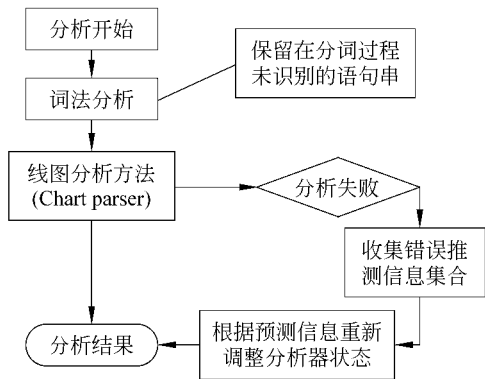 分析开始
保留在分词过程
未识别的语句串
词法分析
线图分析方法
(Chart parser)
分析失败
收集错误推
测信息集合
根据预测信息重新
调整分析器状态
分析结果